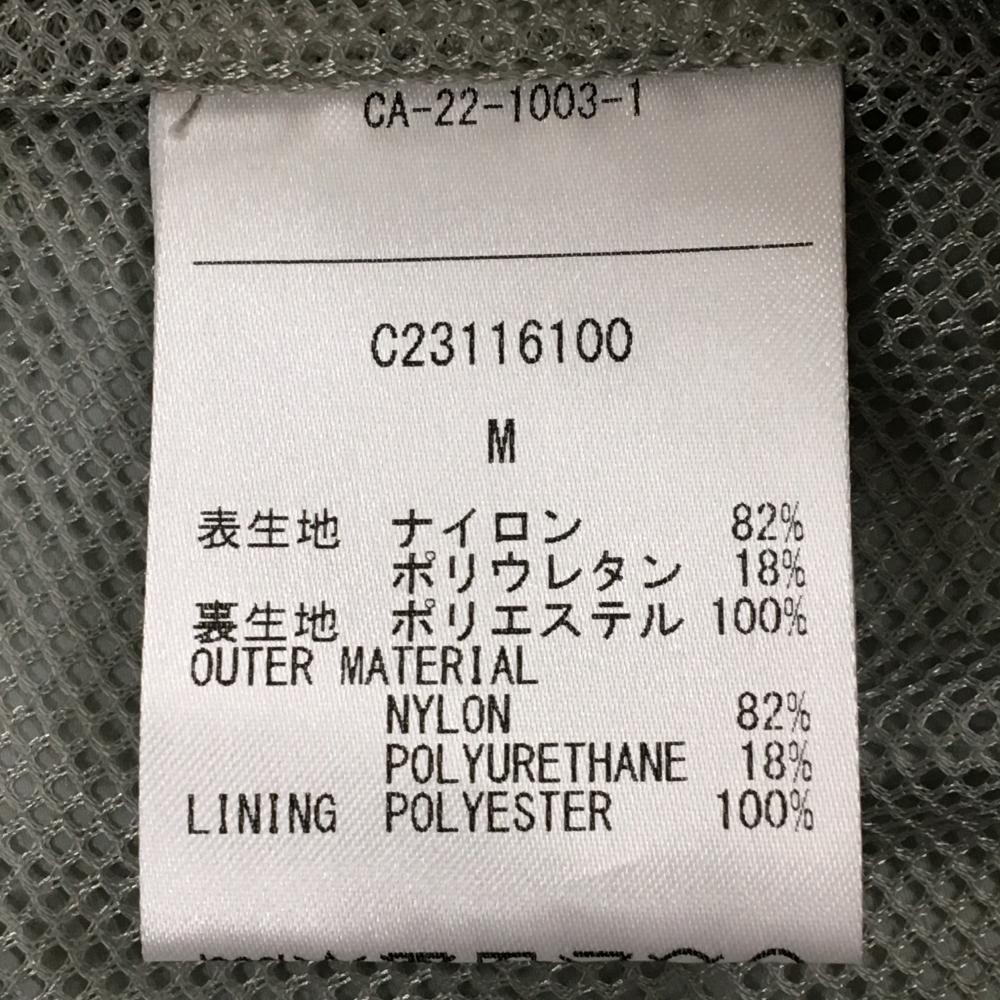 CA-22-1003-1
C23116100
M
表生地 ナイロン 82%
ポリウレタン 18%
裏生地 ポリエステル 100%
OUTER MATERIAL
NYLON 82%
POLYURETHANE 18%
LINING POLYESTER 100%